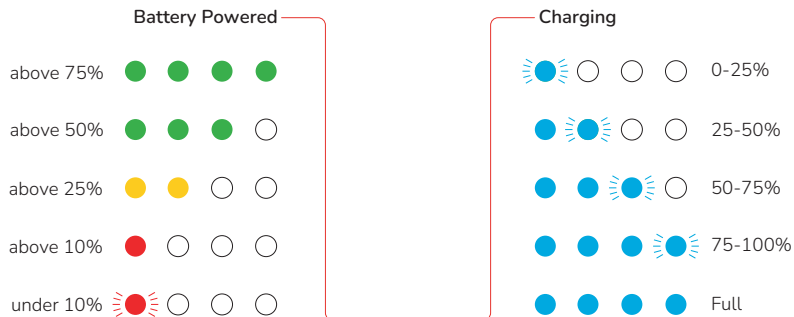 Battery Powered
above 75%
above 50%
above 25%
above 10%
under 10%
Charging
0-25%
25-50%
50-75%
75-100%
Full